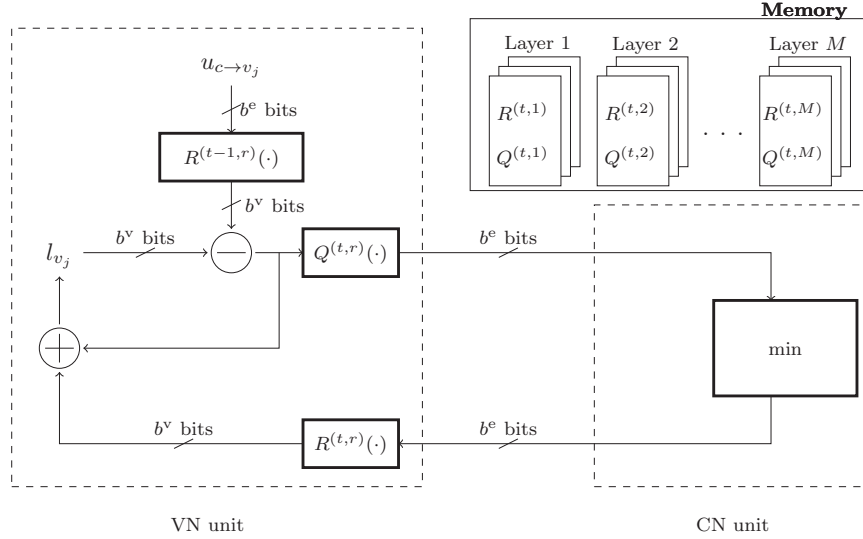 Memory
Layer 1 Layer 2 Layer M
R^(t,1) R^(t,2) R^(t,M)
. . .
Q^(t,1) Q^(t,2) Q^(t,M)
u_{c→v_j}
b^e bits
R^(t−1,r)(·)
b^v bits
l_{v_j} b^v bits − Q^(t,r)(·) b^e bits
+ min
b^v bits R^(t,r)(·) b^e bits
VN unit CN unit